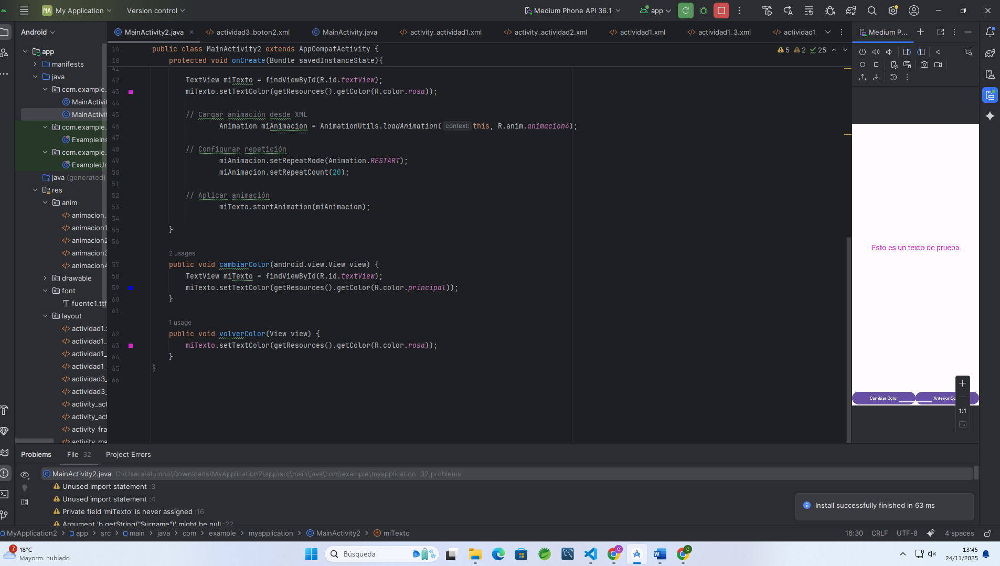 MA My Application
Version control
Medium Phone API 36.1
app
Android
MainActivity2.java
actividad3_boton2.xml
MainActivity.java
activity_actividad1.xml
activity_actividad2.xml
actividad1.xml
actividad1_3.xml
actividad1
Medium P...
app
manifests
java
com.example.
MainActivit
MainActivit
com.example.
ExampleIns
com.example.
ExampleUr
java (generated)
res
anim
animacion.
animacion1
animacion2
animacion3
animacion4
drawable
font
fuente1.ttf
layout
actividad1.
actividad1_
actividad1_
actividad1_
actividad3_
actividad3_
activity_act
activity_act
activity_fra
activity_ma
14 public class MainActivity2 extends AppCompatActivity {
5 2 25
18 protected void onCreate(Bundle savedInstanceState){
41
42 TextView miTexto = findViewById(R.id.textView);
43 miTexto.setTextColor(getResources().getColor(R.color.rosa));
44
45 // Cargar animación desde XML
46 Animation miAnimacion = AnimationUtils.loadAnimation( context: this, R.anim.animacion4);
47
48 // Configurar repetición
49 miAnimacion.setRepeatMode(Animation.RESTART);
50 miAnimacion.setRepeatCount(20);
51
52 // Aplicar animación
53 miTexto.startAnimation(miAnimacion);
54
55 }
56
2 usages
57 public void cambiarColor(android.view.View view) {
58 TextView miTexto = findViewById(R.id.textView);
59 miTexto.setTextColor(getResources().getColor(R.color.principal));
60 }
61
1 usage
62 public void volverColor(View view) {
63 miTexto.setTextColor(getResources().getColor(R.color.rosa));
64 }
65 }
66
Esto es un texto de prueba
Cambiar Color
Anterior Co
1:1
Problems
File 32
Project Errors
MainActivity2.java C:\Users\alumno\Downloads\MyApplication2\app\src\main\java\com\example\myapplication 32 problems
Unused import statement :3
Unused import statement :4
Private field 'miTexto' is never assigned :16
Argument 'b.getString("Surname")' might be null :22
Install successfully finished in 63 ms
MyApplication2 > app > src > main > java > com > example > myapplication > MainActivity2 > miTexto
16:30 CRLF UTF-8 4 spaces
7
18°C
Mayorm. nublado
Búsqueda
C
C
13:45
24/11/2025